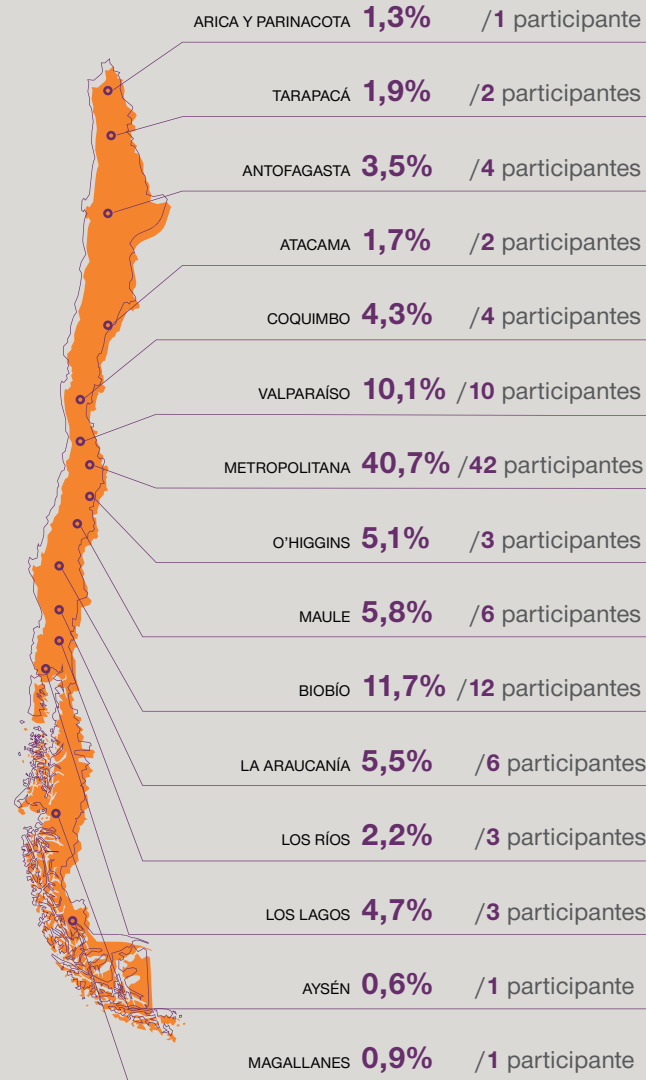 ARICA Y PARINACOTA 1,3% /1 participante
TARAPACÁ 1,9% /2 participantes
ANTOFAGASTA 3,5% /4 participantes
ATACAMA 1,7% /2 participantes
COQUIMBO 4,3% /4 participantes
VALPARAÍSO 10,1% /10 participantes
METROPOLITANA 40,7% /42 participantes
O'HIGGINS 5,1% /3 participantes
MAULE 5,8% /6 participantes
BIOBÍO 11,7% /12 participantes
LA ARAUCANÍA 5,5% /6 participantes
LOS RÍOS 2,2% /3 participantes
LOS LAGOS 4,7% /3 participantes
AYSÉN 0,6% /1 participante
MAGALLANES 0,9% /1 participante